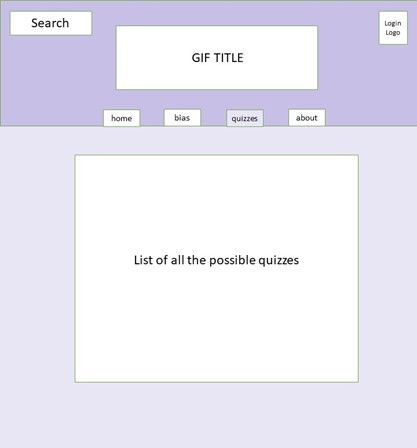 Search
Login
Logo
GIF TITLE
home
bias
quizzes
about
List of all the possible quizzes